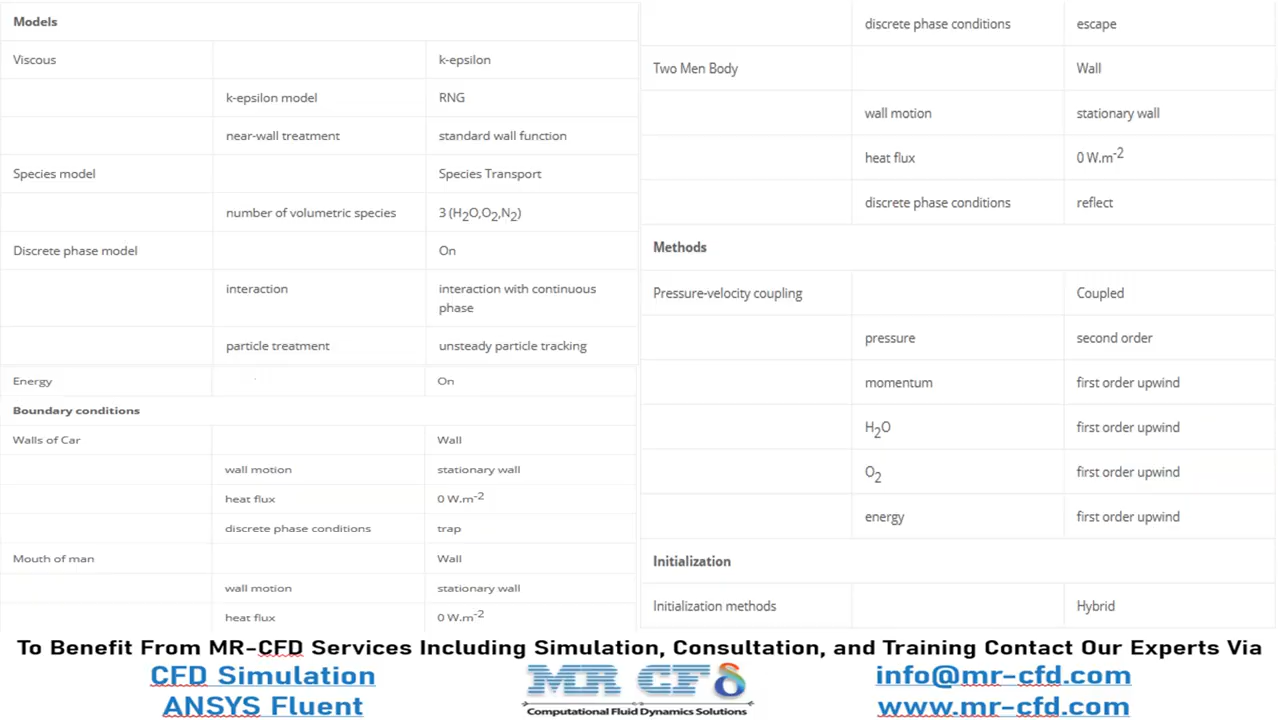 Models
Viscous k-epsilon
k-epsilon model RNG
near-wall treatment standard wall function
Species model Species Transport
number of volumetric species 3 (H2O,O2,N2)
Discrete phase model On
interaction interaction with continuous
phase
particle treatment unsteady particle tracking
Energy On
Boundary conditions
Walls of Car Wall
wall motion stationary wall
heat flux 0 W.m-2
discrete phase conditions trap
Mouth of man Wall
wall motion stationary wall
heat flux 0 W.m-2
discrete phase conditions escape
Two Men Body Wall
wall motion stationary wall
heat flux 0 W.m-2
discrete phase conditions reflect
Methods
Pressure-velocity coupling Coupled
pressure second order
momentum first order upwind
H2O first order upwind
O2 first order upwind
energy first order upwind
Initialization
Initialization methods Hybrid
To Benefit From MR-CFD Services Including Simulation, Consultation, and Training Contact Our Experts Via
CFD Simulation
ANSYS Fluent
MR CFD
Computational Fluid Dynamics Solutions
info@mr-cfd.com
www.mr-cfd.com